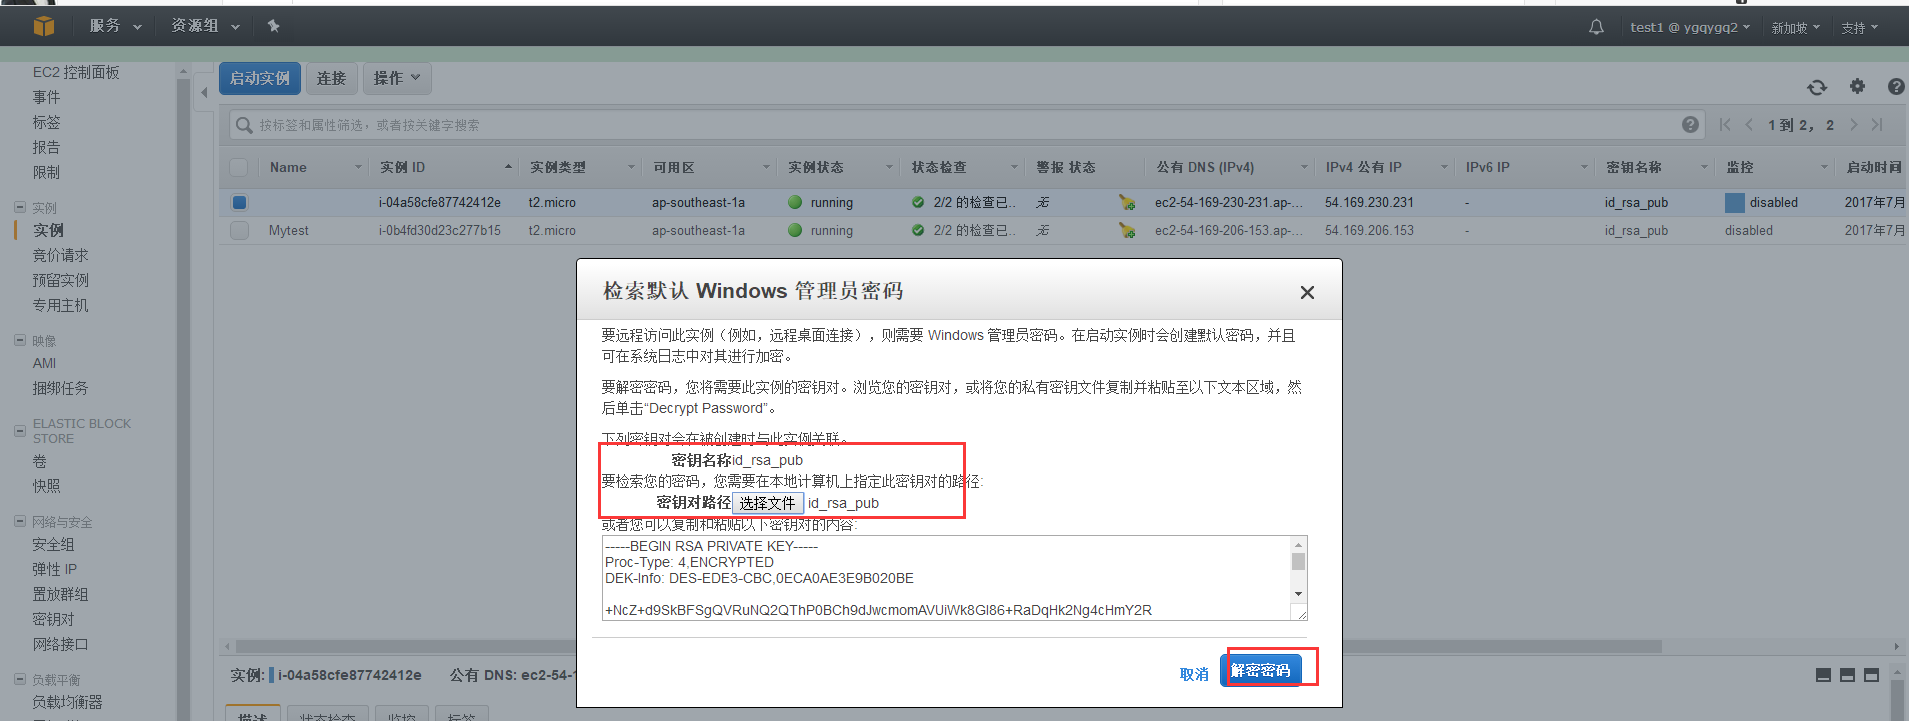 服务 资源组 test1 @ ygqygq2 新加坡 支持
EC2 控制面板
事件
标签
报告
限制
实例
实例
竞价请求
预留实例
专用主机
映像
AMI
捆绑任务
ELASTIC BLOCK
STORE
卷
快照
网络与安全
安全组
弹性 IP
置放群组
密钥对
网络接口
负载平衡
负载均衡器
启动实例 连接 操作
按标签和属性筛选，或者按关键字搜索 1 到 2， 2
Name 实例 ID 实例类型 可用区 实例状态 状态检查 警报 状态 公有 DNS (IPv4) IPv4 公有 IP IPv6 IP 密钥名称 监控 启动时间
i-04a58cfe87742412e t2.micro ap-southeast-1a running 2/2 的检查已... 无 ec2-54-169-230-231.ap-... 54.169.230.231 - id_rsa_pub disabled 2017年7月
Mytest i-0b4fd30d23c277b15 t2.micro ap-southeast-1a running 2/2 的检查已... 无 ec2-54-169-206-153.ap-... 54.169.206.153 - id_rsa_pub disabled 2017年7月
检索默认 Windows 管理员密码
要远程访问此实例（例如，远程桌面连接），则需要 Windows 管理员密码。在启动实例时会创建默认密码，并且
可在系统日志中对其进行加密。
要解密密码，您将需要此实例的密钥对。浏览您的密钥对，或将您的私有密钥文件复制并粘贴至以下文本区域，然
后单击“Decrypt Password”。
下列密钥对会在被创建时与此实例关联。
密钥名称id_rsa_pub
要检索您的密码，您需要在本地计算机上指定此密钥对的路径:
密钥对路径 选择文件 id_rsa_pub
或者您可以复制和粘贴以下密钥对的内容:
-----BEGIN RSA PRIVATE KEY-----
Proc-Type: 4,ENCRYPTED
DEK-Info: DES-EDE3-CBC,0ECA0AE3E9B020BE
+NcZ+d9SkBFSgQVRuNQ2QThP0BCh9dJwcmomAVUiWk8GI86+RaDqHk2Ng4cHmY2R
取消 解密密码
实例: i-04a58cfe87742412e 公有 DNS: ec2-54-1
描述 状态检查 监控 标签